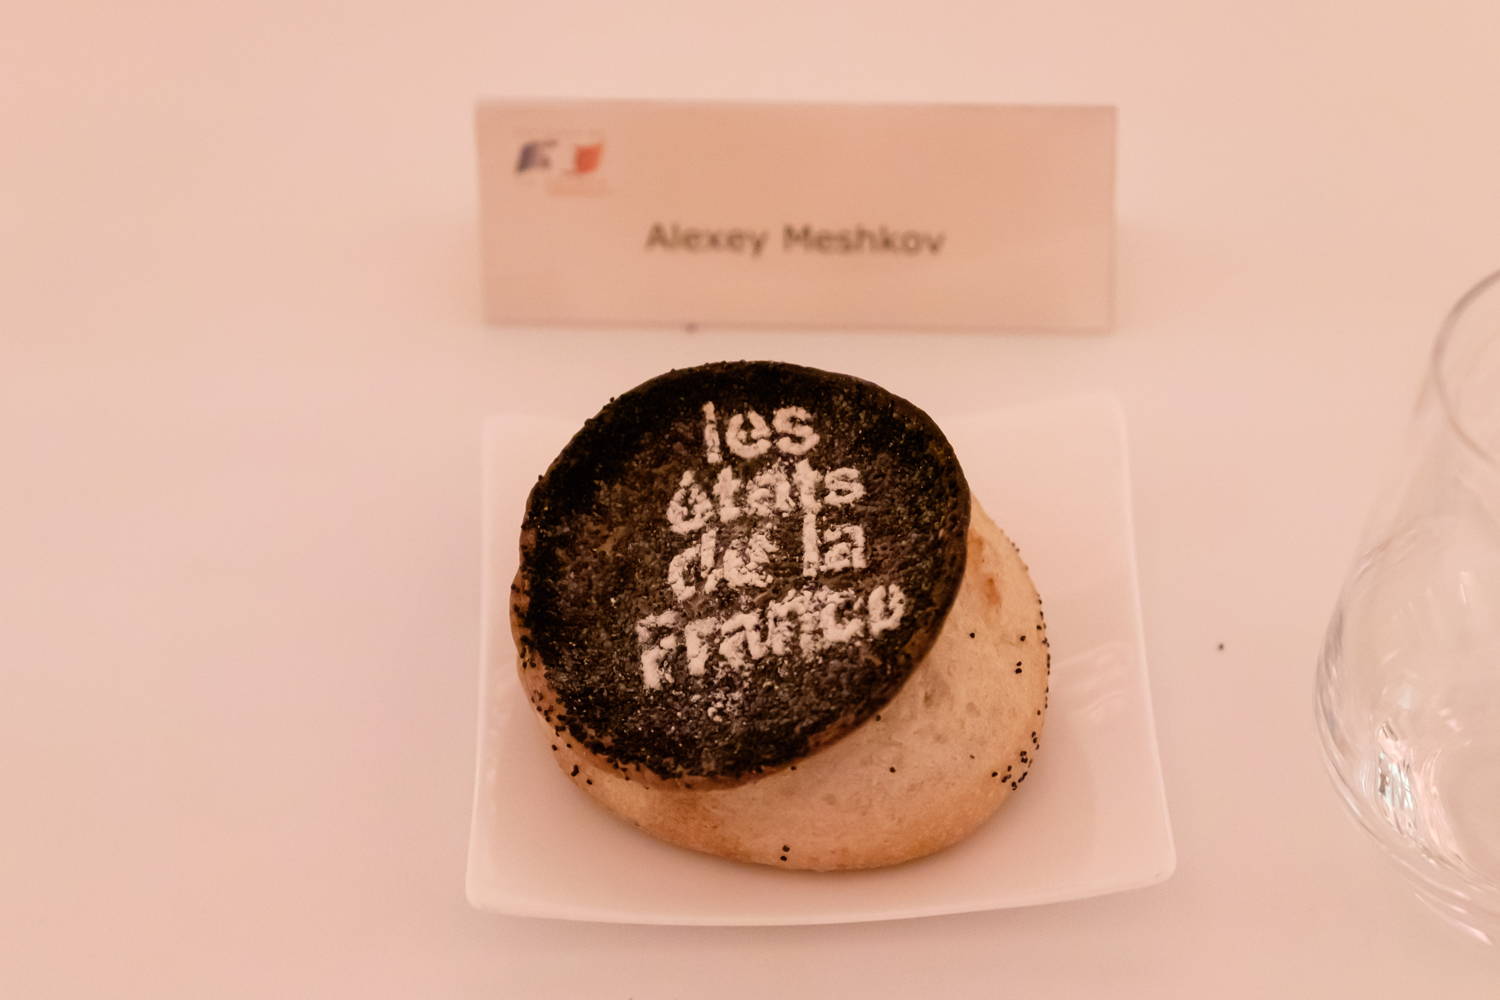 Alexey Meshkov
les
états
de la
France